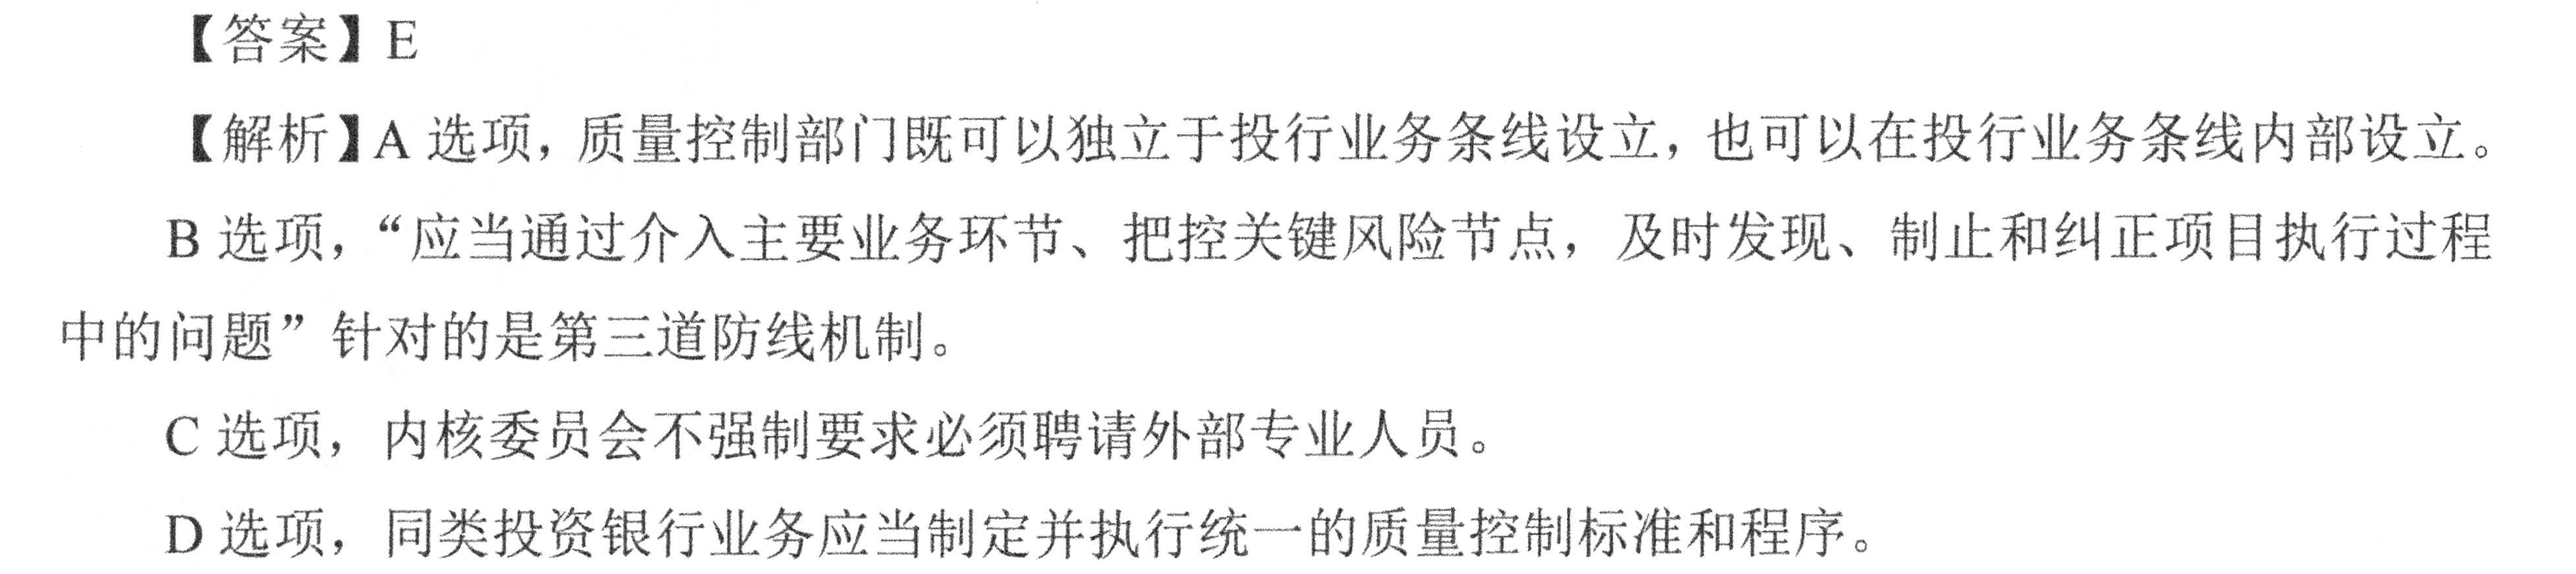 【答案】E
【解析】A 选项，质量控制部门既可以独立于投行业务条线设立，也可以在投行业务条线内部设立。
B 选项，“应当通过介入主要业务环节、把控关键风险节点，及时发现、制止和纠正项目执行过程
中的问题”针对的是第三道防线机制。
C 选项，内核委员会不强制要求必须聘请外部专业人员。
D 选项，同类投资银行业务应当制定并执行统一的质量控制标准和程序。